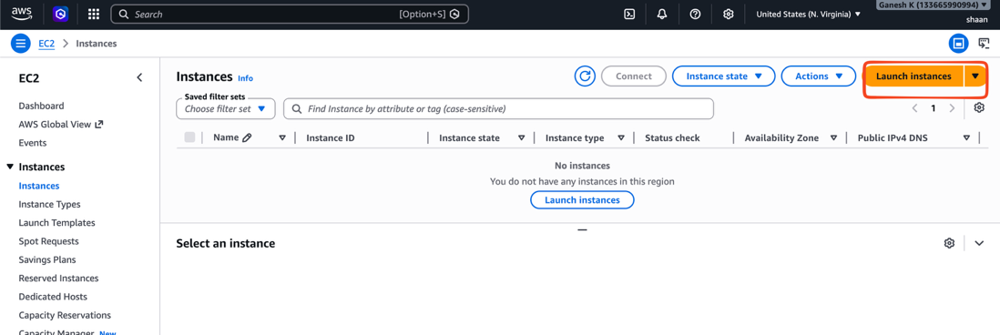 aws
Search
[Option+S]
United States (N. Virginia)
Ganesh K (133665990994)
shaan
EC2
Instances
EC2
Dashboard
AWS Global View
Events
Instances
Instances
Instance Types
Launch Templates
Spot Requests
Savings Plans
Reserved Instances
Dedicated Hosts
Capacity Reservations
Capacity Manager New
Instances Info
Connect
Instance state
Actions
Launch instances
Saved filter sets
Choose filter set
Find Instance by attribute or tag (case-sensitive)
1
Name
Instance ID
Instance state
Instance type
Status check
Availability Zone
Public IPv4 DNS
No instances
You do not have any instances in this region
Launch instances
Select an instance